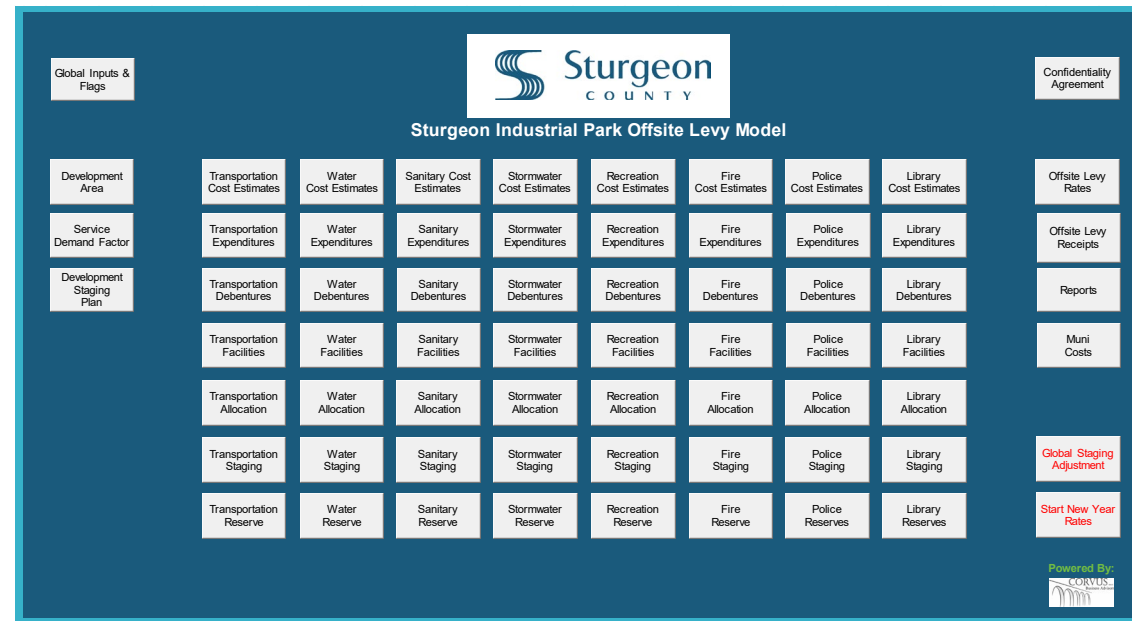 Global Inputs &
Flags
Sturgeon
COUNTY
Confidentiality
Agreement
Sturgeon Industrial Park Offsite Levy Model
Development
Area
Transportation
Cost Estimates
Water
Cost Estimates
Sanitary Cost
Estimates
Stormwater
Cost Estimates
Recreation
Cost Estimates
Fire
Cost Estimates
Police
Cost Estimates
Library
Cost Estimates
Offsite Levy
Rates
Service
Demand Factor
Transportation
Expenditures
Water
Expenditures
Sanitary
Expenditures
Stormwater
Expenditures
Recreation
Expenditures
Fire
Expenditures
Police
Expenditures
Library
Expenditures
Offsite Levy
Receipts
Development
Staging
Plan
Transportation
Debentures
Water
Debentures
Sanitary
Debentures
Stormwater
Debentures
Recreation
Debentures
Fire
Debentures
Police
Debentures
Library
Debentures
Reports
Transportation
Facilities
Water
Facilities
Sanitary
Facilities
Stormwater
Facilities
Recreation
Facilities
Fire
Facilities
Police
Facilities
Library
Facilities
Muni
Costs
Transportation
Allocation
Water
Allocation
Sanitary
Allocation
Stormwater
Allocation
Recreation
Allocation
Fire
Allocation
Police
Allocation
Library
Allocation
Transportation
Staging
Water
Staging
Sanitary
Staging
Stormwater
Staging
Recreation
Staging
Fire
Staging
Police
Staging
Library
Staging
Global Staging
Adjustment
Transportation
Reserve
Water
Reserve
Sanitary
Reserve
Stormwater
Reserve
Recreation
Reserve
Fire
Reserve
Police
Reserves
Library
Reserves
Start New Year
Rates
Powered By:
CORVUS